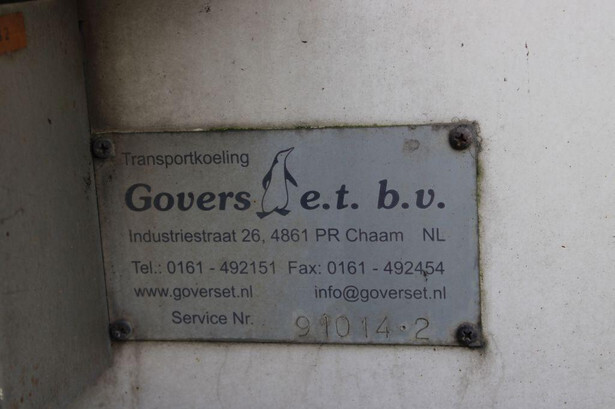 Transportkoeling
Govers e.t. b.v.
Industriestraat 26, 4861 PR Chaam NL
Tel.: 0161 - 492151 Fax: 0161 - 492454
www.goverset.nl info@goverset.nl
Service Nr. 91014·2